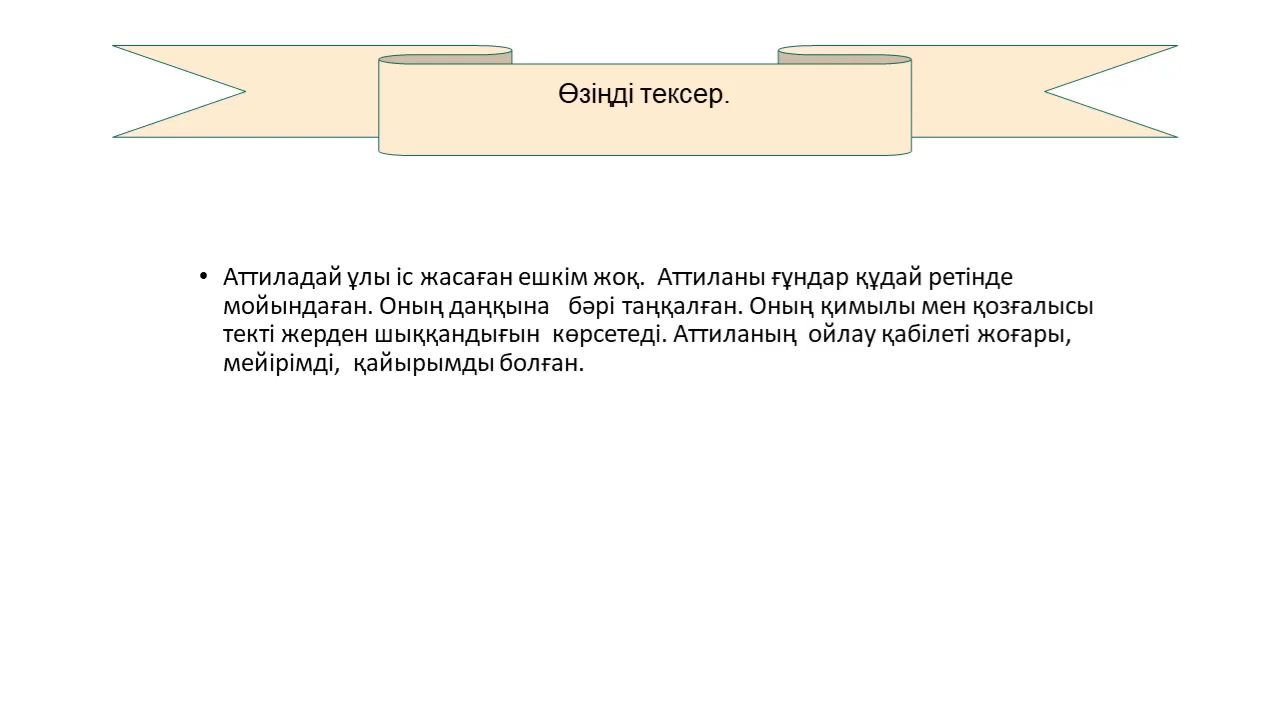 Өзіңді тексер.
• Аттиладай ұлы іс жасаған ешкім жоқ.  Аттиланы ғұндар құдай ретінде
мойындаған. Оның даңқына   бәрі таңқалған. Оның қимылы мен қозғалысы
текті жерден шыққандығын  көрсетеді. Аттиланың  ойлау қабілеті жоғары,
мейірімді,  қайырымды болған.